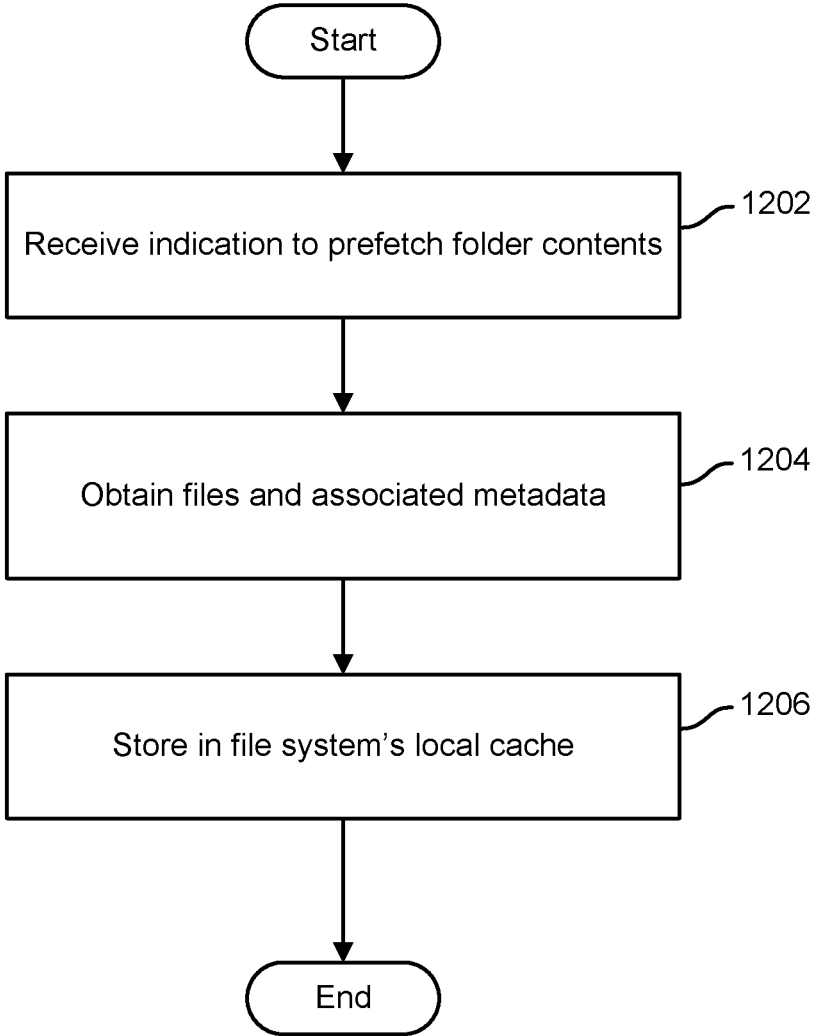 Start
Receive indication to prefetch folder contents
1202
Obtain files and associated metadata
1204
Store in file system’s local cache
1206
End